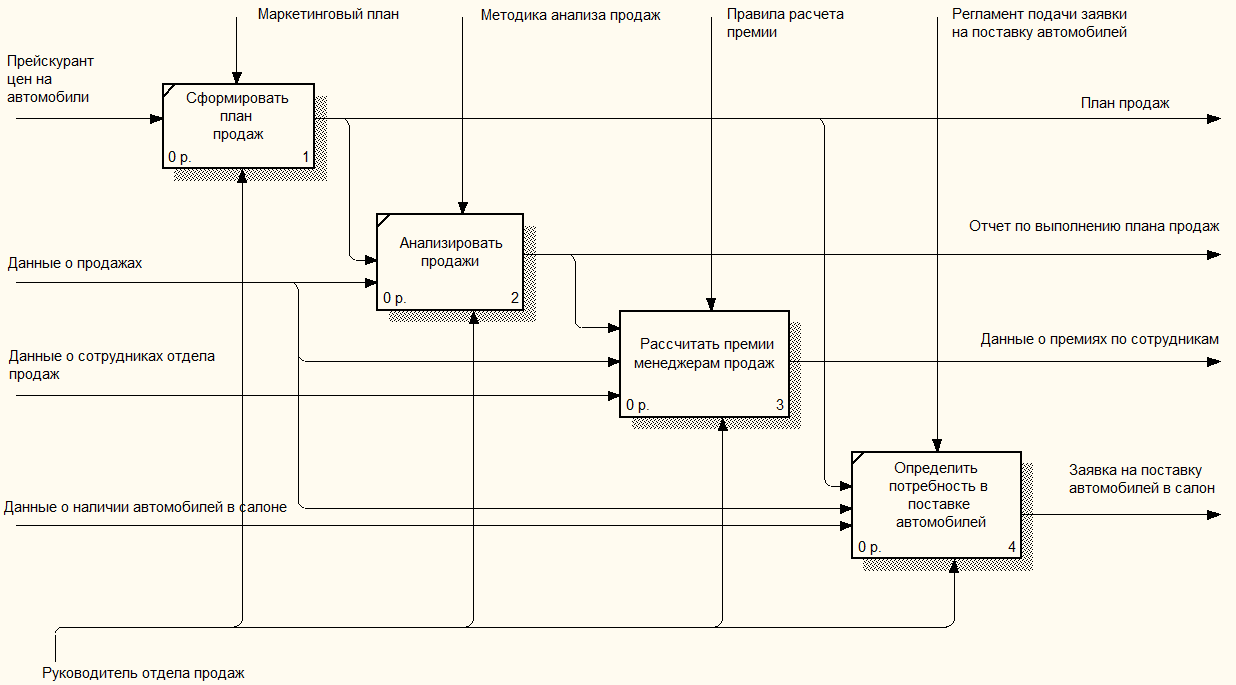 Маркетинговый план
Методика анализа продаж
Правила расчета
премии
Регламент подачи заявки
на поставку автомобилей
Прейскурант
цен на
автомобили
Сформировать
план
продаж
0 р.
1
План продаж
Анализировать
продажи
0 р.
2
Отчет по выполнению плана продаж
Данные о продажах
Данные о сотрудниках отдела
продаж
Рассчитать премии
менеджерам продаж
0 р.
3
Данные о премиях по сотрудникам
Данные о наличии автомобилей в салоне
Определить
потребность в
поставке
автомобилей
0 р.
4
Заявка на поставку
автомобилей в салон
Руководитель отдела продаж